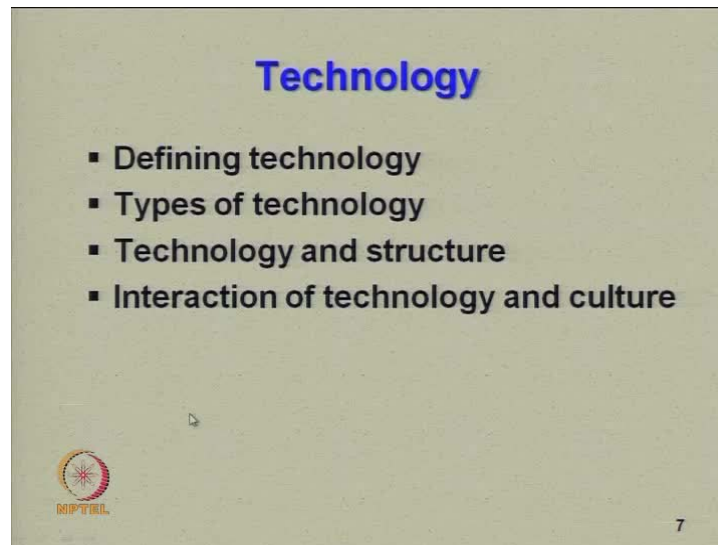 Technology
▪ Defining technology
▪ Types of technology
▪ Technology and structure
▪ Interaction of technology and culture
NPTEL
7